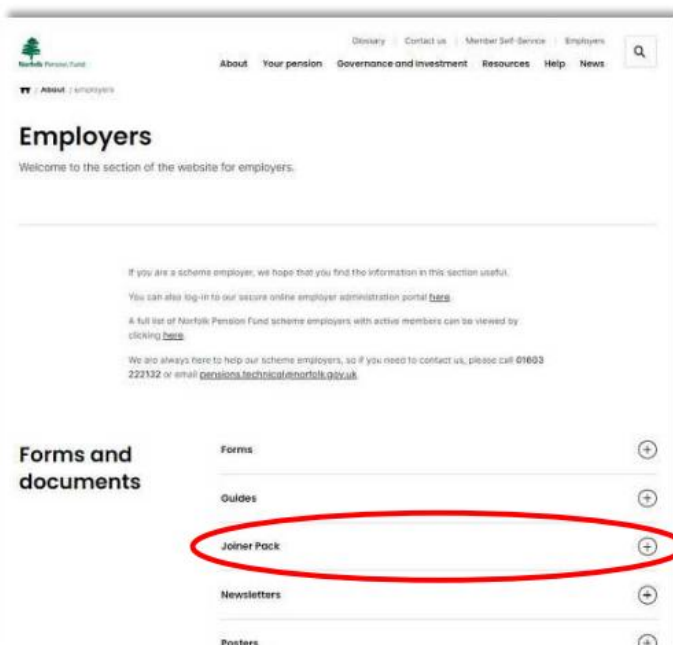 Glossary Contact us Member Self-Service Employers
Norfolk Pension Fund
About Your pension Governance and investment Resources Help News
/ About / employers
Employers
Welcome to the section of the website for employers.
If you are a scheme employer, we hope that you find the information in this section useful.
You can also log-in to our secure online employer administration portal here.
A full list of Norfolk Pension Fund scheme employers with active members can be viewed by
clicking here.
We are always here to help our scheme employers, so if you need to contact us, please call 01603
222132 or email pensions.technical@norfolk.gov.uk.
Forms and
documents
Forms
Guides
Joiner Pack
Newsletters
Posters